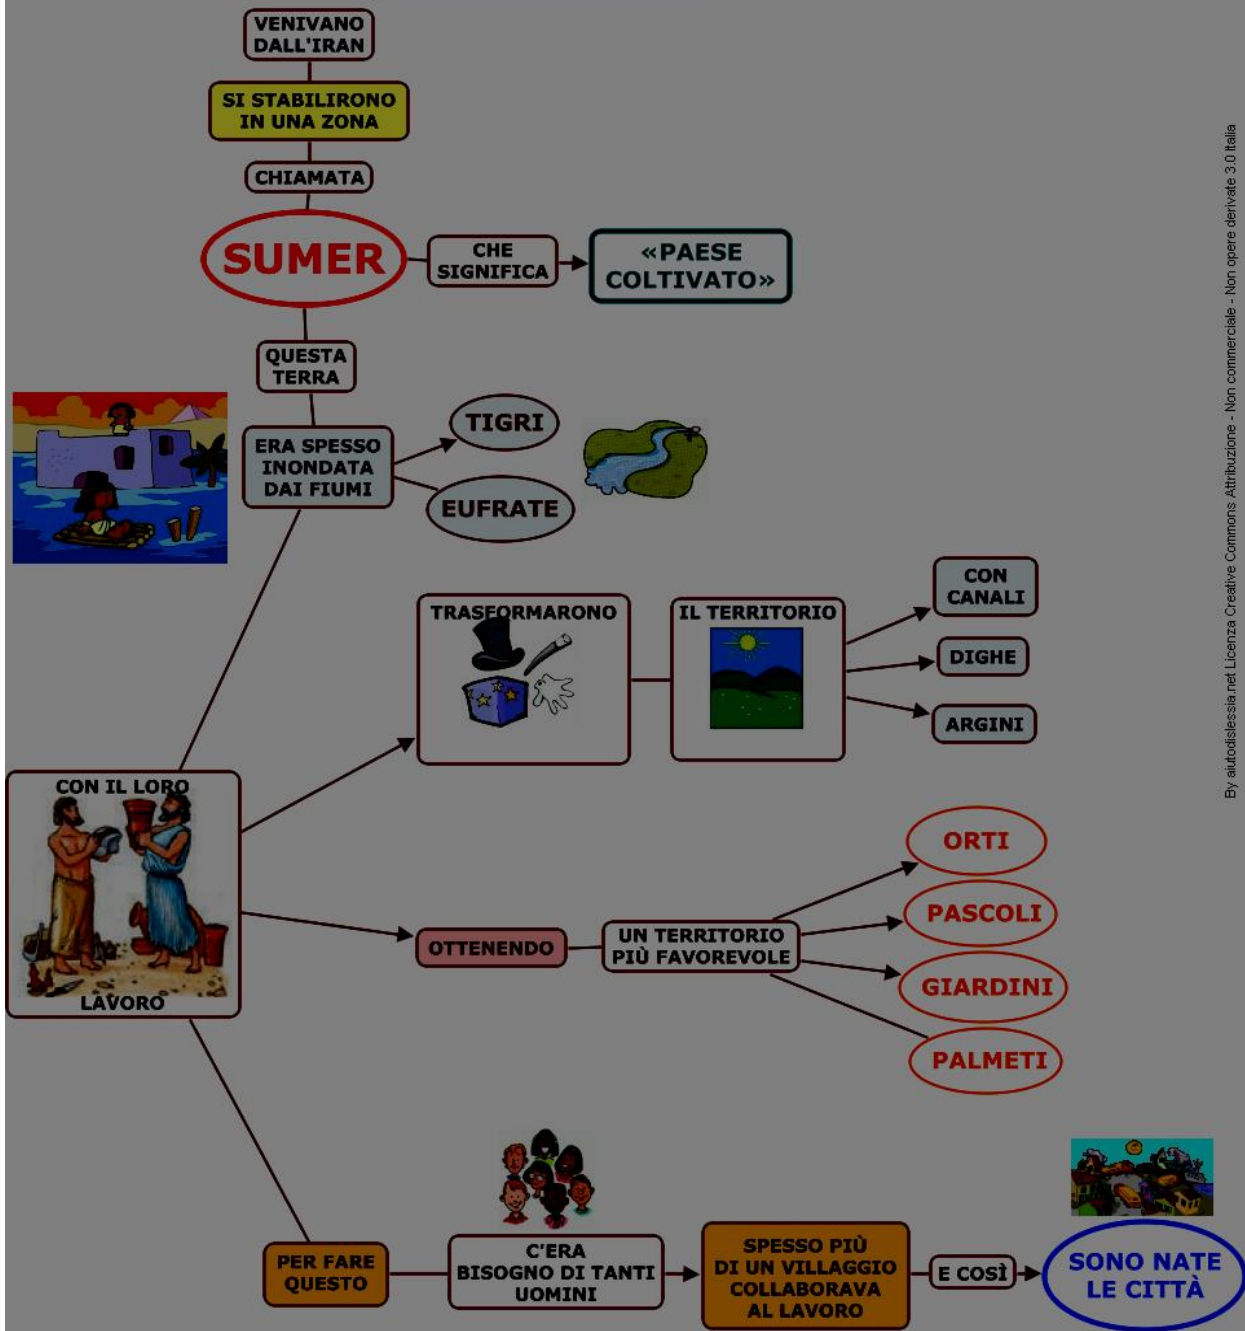 VENIVANO
DALL'IRAN
SI STABILIRONO
IN UNA ZONA
CHIAMATA
SUMER
CHE
SIGNIFICA
«PAESE
COLTIVATO»
QUESTA
TERRA
ERA SPESSO
INONDATA
DAI FIUMI
TIGRI
EUFRATE
TRASFORMARONO
IL TERRITORIO
CON
CANALI
DIGHE
ARGINI
CON IL LORO
LAVORO
OTTENENDO
UN TERRITORIO
PIÙ FAVOREVOLE
ORTI
PASCOLI
GIARDINI
PALMETI
PER FARE
QUESTO
C'ERA
BISOGNO DI TANTI
UOMINI
SPESSO PIÙ
DI UN VILLAGGIO
COLLABORAVA
AL LAVORO
E COSÌ
SONO NATE
LE CITTÀ
By aiutodislessia.net Licenza Creative Commons Attribuzione - Non commerciale - Non opere derivate 3.0 Italia